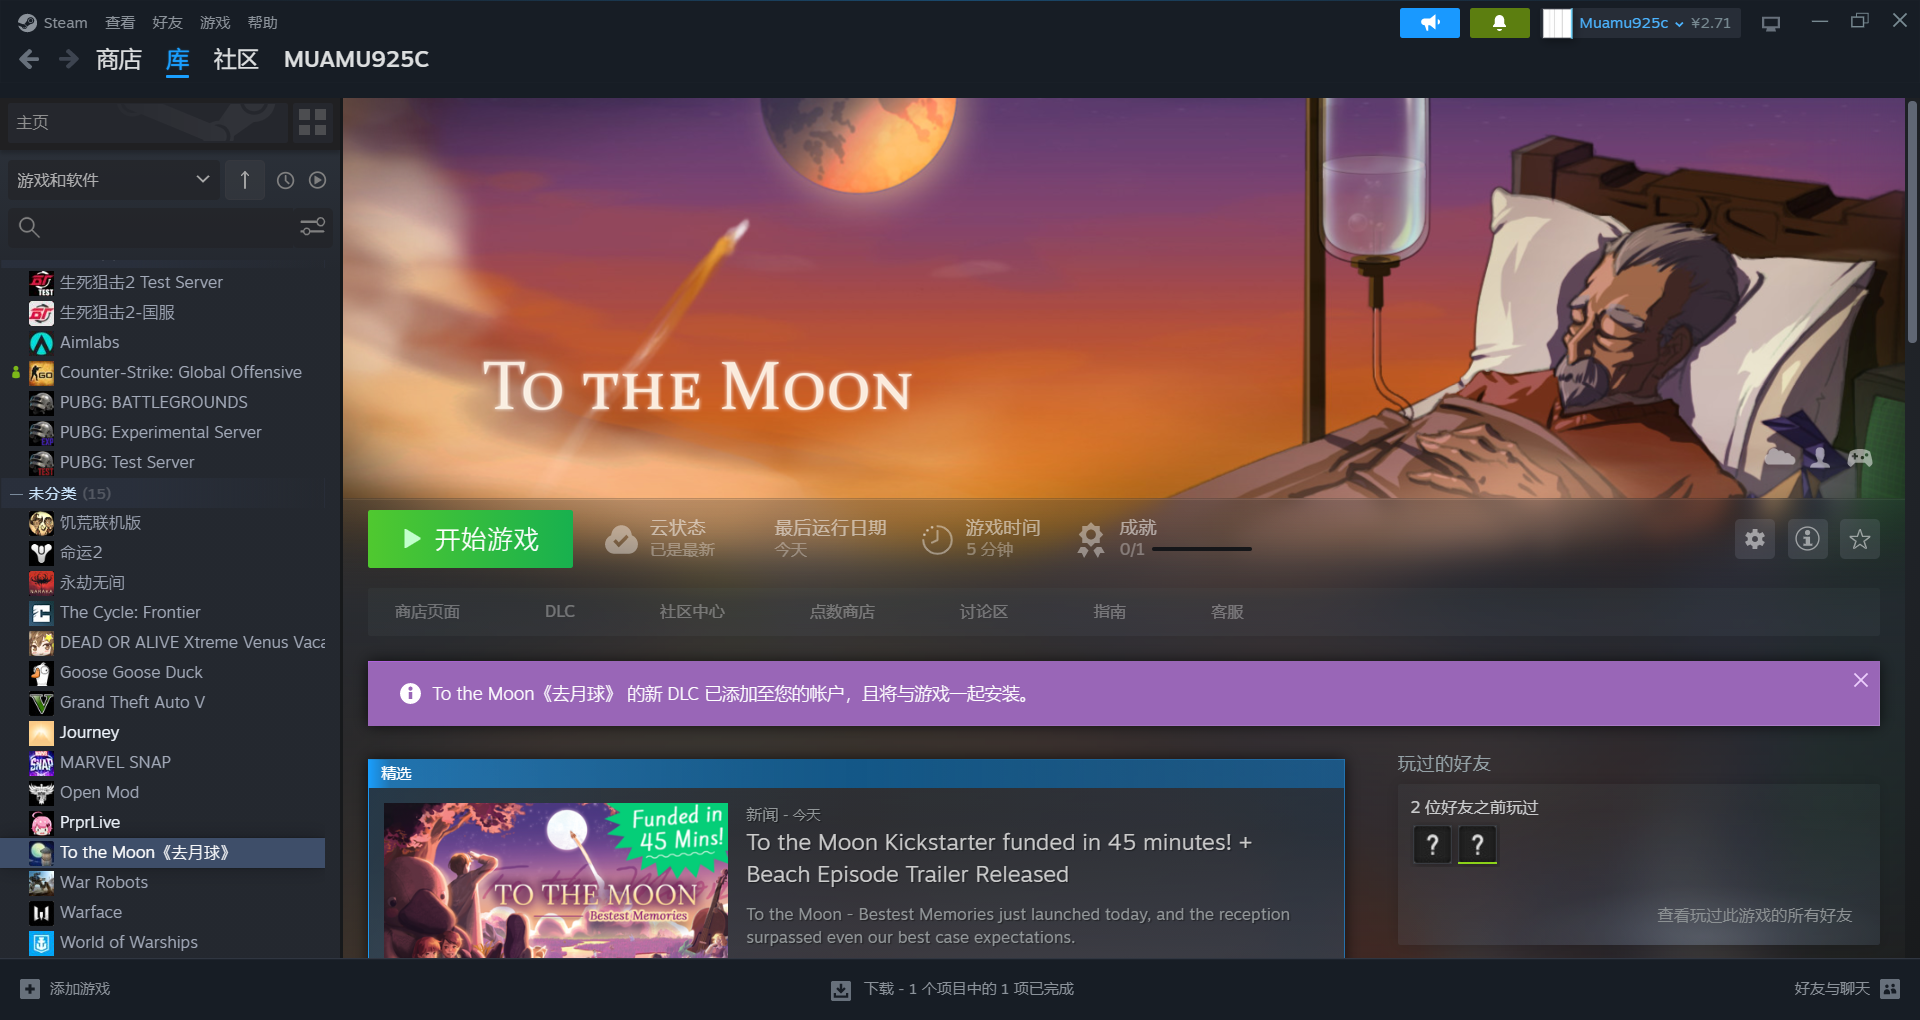 Steam 查看 好友 游戏 帮助
Muamu925c ¥2.71
商店 库 社区 MUAMU925C
主页
游戏和软件
生死狙击2 Test Server
生死狙击2-国服
Aimlabs
Counter-Strike: Global Offensive
PUBG: BATTLEGROUNDS
PUBG: Experimental Server
PUBG: Test Server
— 未分类 (15)
饥荒联机版
命运2
永劫无间
The Cycle: Frontier
DEAD OR ALIVE Xtreme Venus Vaca
Goose Goose Duck
Grand Theft Auto V
Journey
MARVEL SNAP
Open Mod
PrprLive
To the Moon《去月球》
War Robots
Warface
World of Warships
TO THE MOON
开始游戏
云状态
已是最新
最后运行日期
今天
游戏时间
5 分钟
成就
0/1
商店页面 DLC 社区中心 点数商店 讨论区 指南 客服
To the Moon《去月球》 的新 DLC 已添加至您的帐户，且将与游戏一起安装。
精选
Funded in
45 Mins!
TO THE MOON
Bestest Memories
新闻 - 今天
To the Moon Kickstarter funded in 45 minutes! +
Beach Episode Trailer Released
To the Moon - Bestest Memories just launched today, and the reception
surpassed even our best case expectations.
玩过的好友
2 位好友之前玩过
? ?
查看玩过此游戏的所有好友
添加游戏
下载 - 1 个项目中的 1 项已完成
好友与聊天